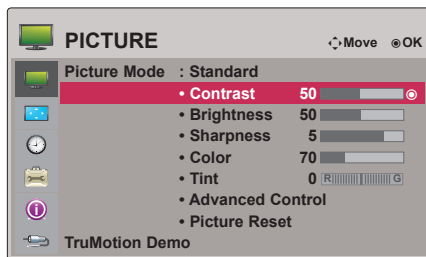 PICTURE Move OK
Picture Mode : Standard
• Contrast 50
• Brightness 50
• Sharpness 5
• Color 70
• Tint 0 R G
• Advanced Control
• Picture Reset
TruMotion Demo